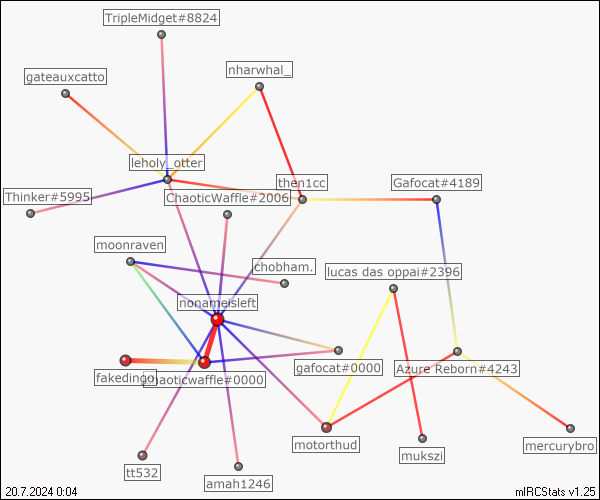 TripleMidget#8824
nharwhal_
gateauxcatto
leholy_otter
then1cc
Gafocat#4189
Thinker#5995
ChaoticWaffle#2006
moonraven
chobham.
lucas das oppai#2396
nonameisleft
gafocat#0000
Azure Reborn#4243
fakedingo
chaoticwaffle#0000
motorthud
mukszi
mercurybro
tt532
amah1246
20.7.2024 0:04
mIRCStats v1.25